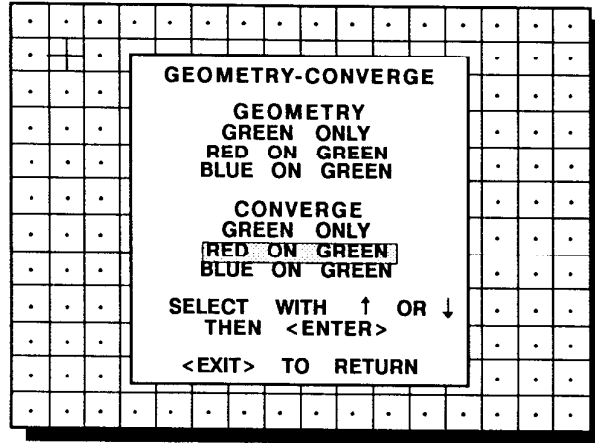 GEOMETRY-CONVERGE
GEOMETRY
GREEN ONLY
RED ON GREEN
BLUE ON GREEN
CONVERGE
GREEN ONLY
RED ON GREEN
BLUE ON GREEN
SELECT WITH ↑ OR ↓
THEN <ENTER>
<EXIT> TO RETURN